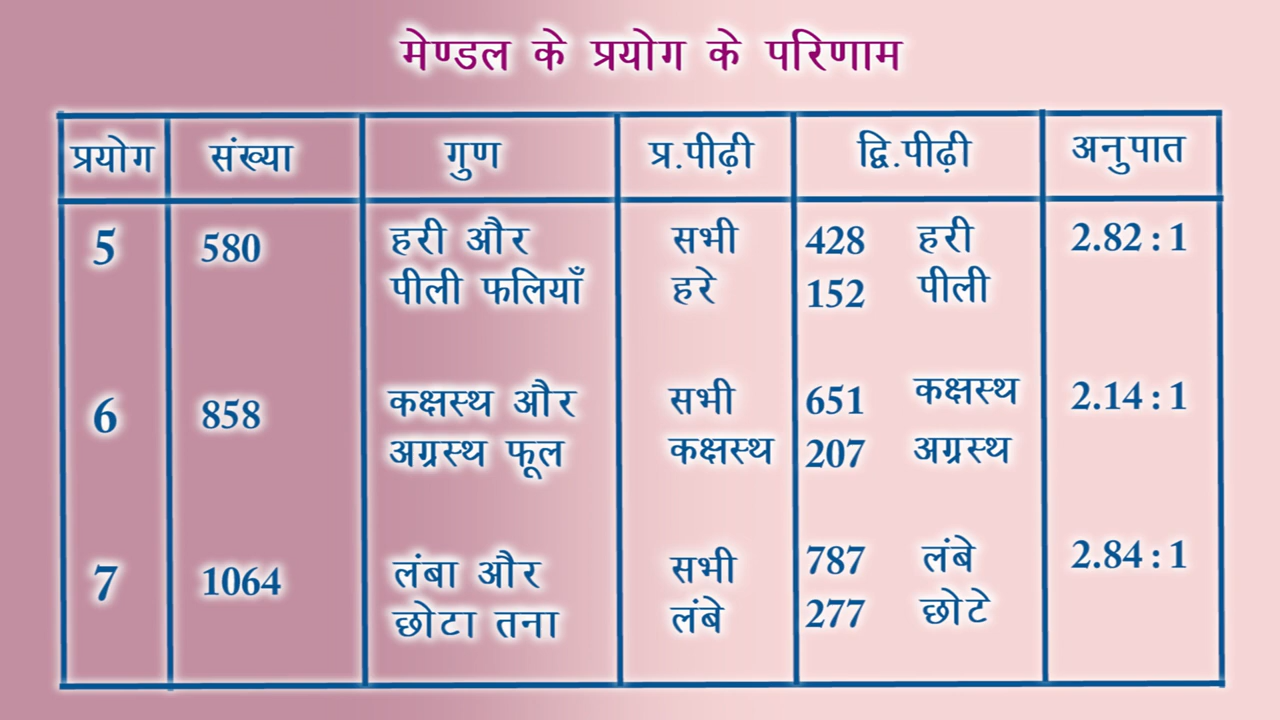 मेण्डल के प्रयोग के परिणाम
प्रयोग संख्या गुण प्र.पीढ़ी द्वि.पीढ़ी अनुपात
5 580 हरी और सभी 428 हरी 2.82 : 1
पीली फलियाँ हरे 152 पीली
6 858 कक्षस्थ और सभी 651 कक्षस्थ 2.14 : 1
अग्रस्थ फूल कक्षस्थ 207 अग्रस्थ
7 1064 लंबा और सभी 787 लंबे 2.84 : 1
छोटा तना लंबे 277 छोटे